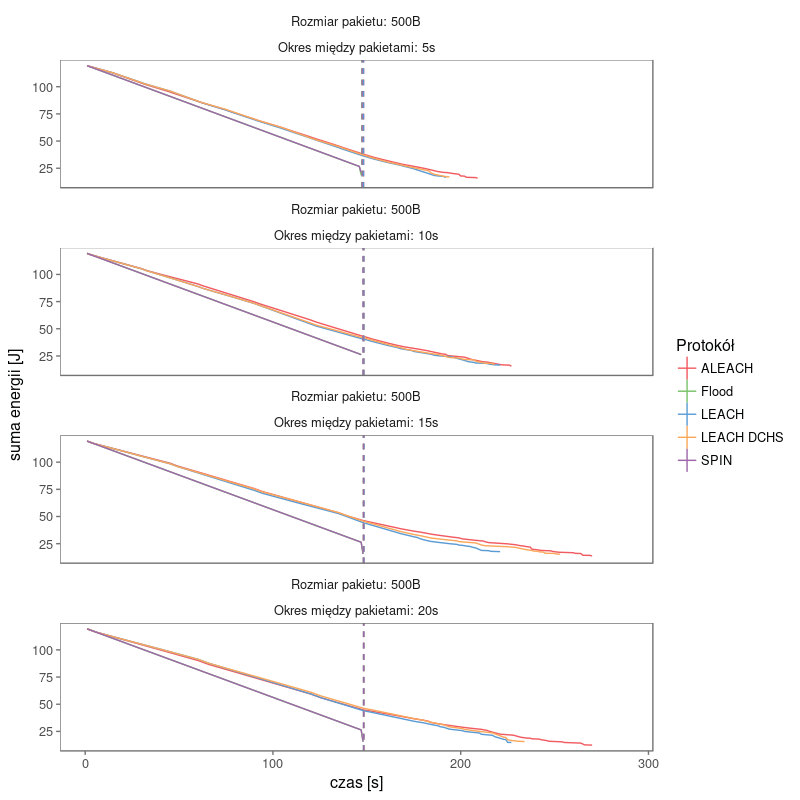 Rozmiar pakietu: 500B
Okres między pakietami: 5s
100
75
50
25
Rozmiar pakietu: 500B
Okres między pakietami: 10s
100
75
50
25
Rozmiar pakietu: 500B
Okres między pakietami: 15s
100
75
50
25
Rozmiar pakietu: 500B
Okres między pakietami: 20s
100
75
50
25
0 100 200 300
czas [s]
suma energii [J]
Protokół
ALEACH
Flood
LEACH
LEACH DCHS
SPIN